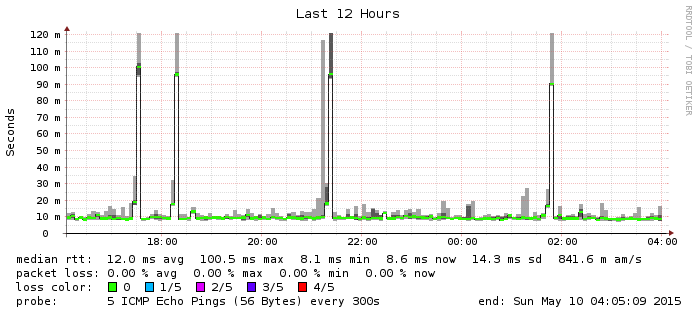 Last 12 Hours
RRDTOOL / TOBI OETIKER
Seconds
120 m
110 m
100 m
90 m
80 m
70 m
60 m
50 m
40 m
30 m
20 m
10 m
0
18:00 20:00 22:00 00:00 02:00 04:00
median rtt: 12.0 ms avg 100.5 ms max 8.1 ms min 8.6 ms now 14.3 ms sd 841.6 m am/s
packet loss: 0.00 % avg 0.00 % max 0.00 % min 0.00 % now
loss color: 0 1/5 2/5 3/5 4/5
probe: 5 ICMP Echo Pings (56 Bytes) every 300s end: Sun May 10 04:05:09 2015